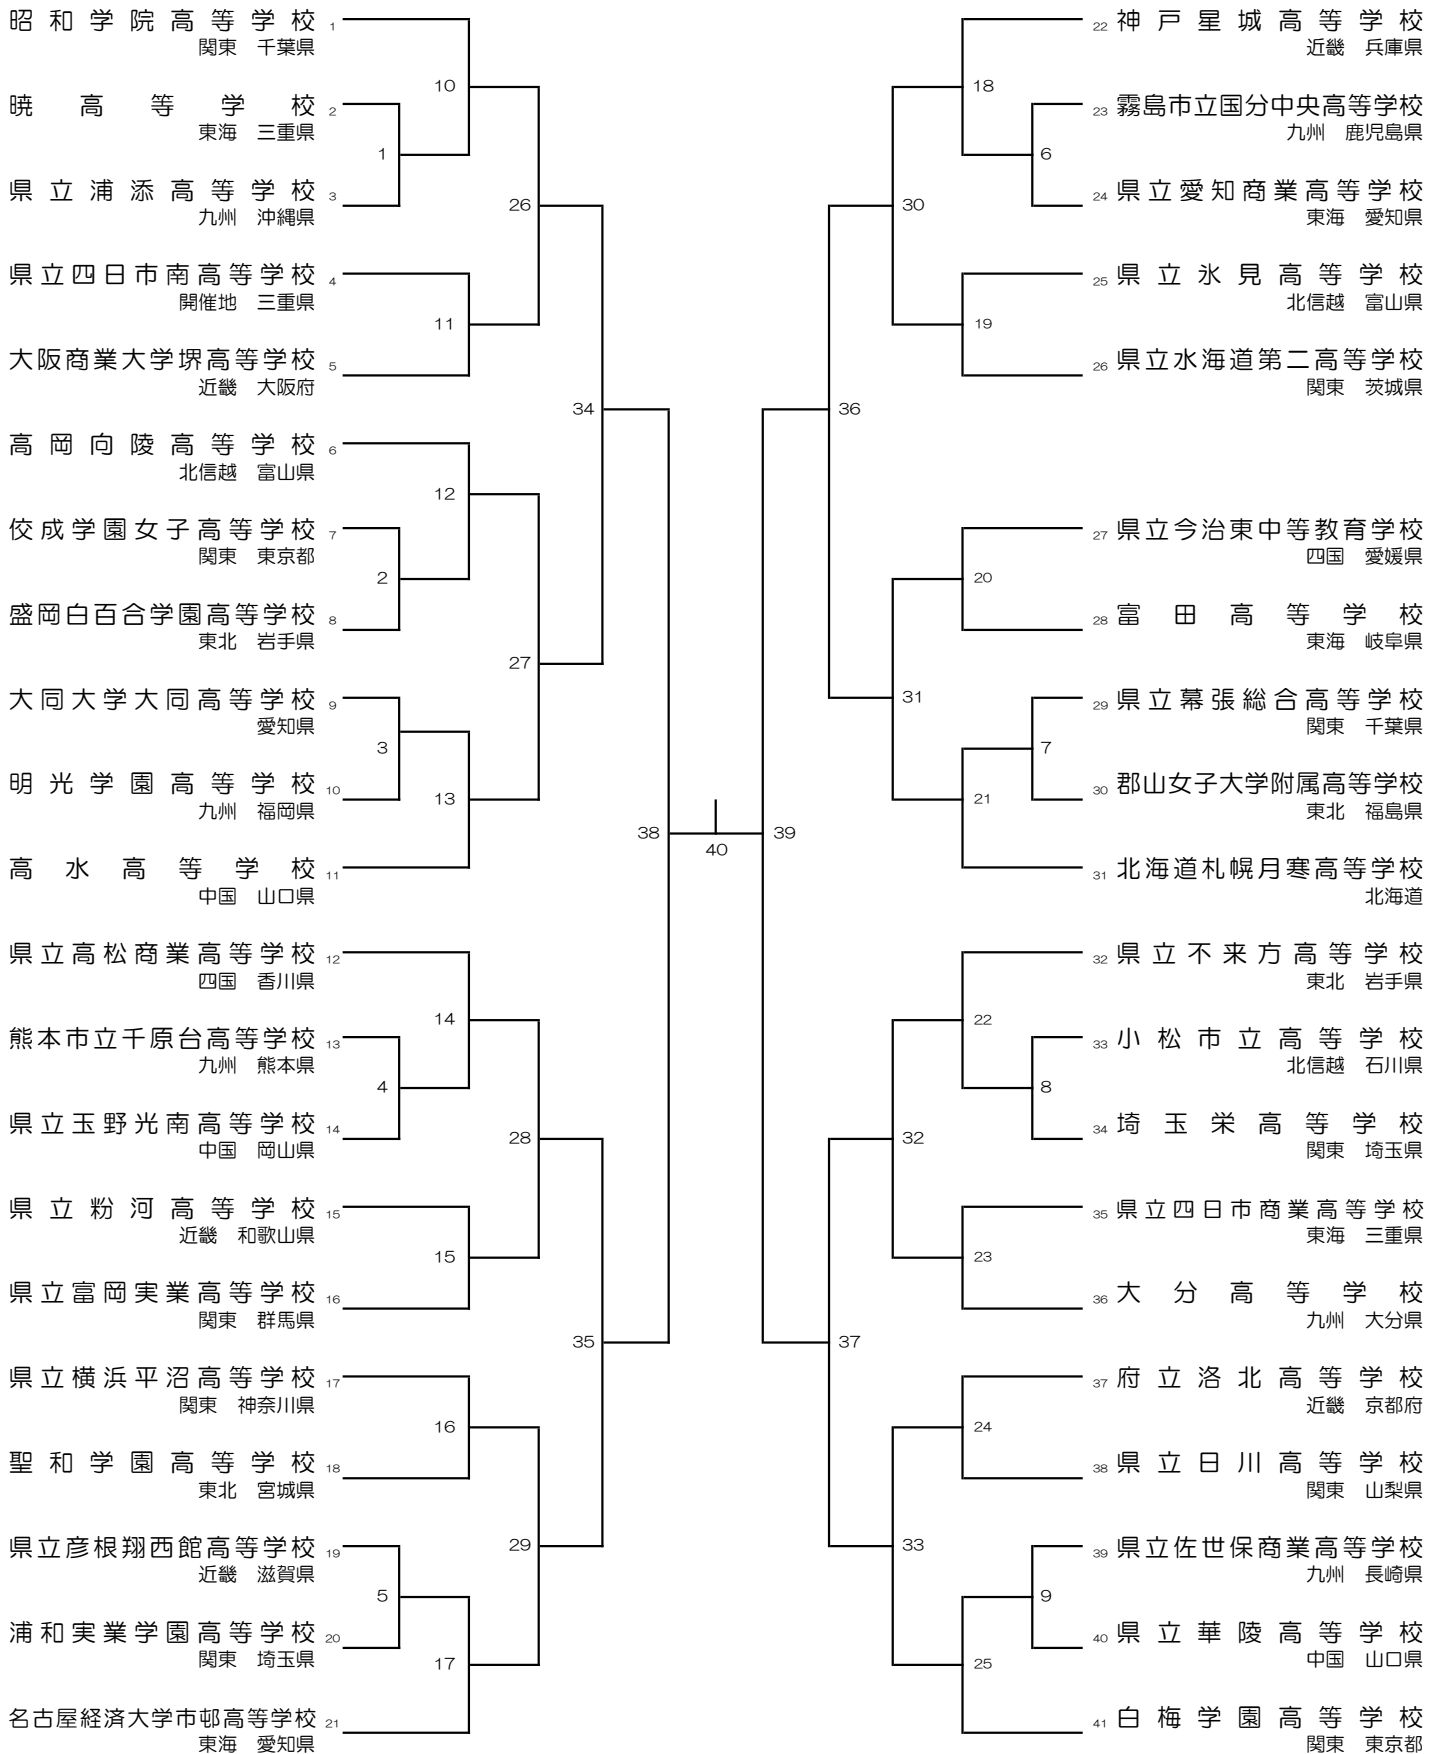 昭和学院高等学校 1
関東 千葉県
10
暁高等学校 2
東海 三重県
1
県立浦添高等学校 3
九州 沖縄県
26
県立四日市南高等学校 4
開催地 三重県
11
大阪商業大学堺高等学校 5
近畿 大阪府
34
高岡向陵高等学校 6
北信越 富山県
12
佼成学園女子高等学校 7
関東 東京都
2
盛岡白百合学園高等学校 8
東北 岩手県
27
大同大学大同高等学校 9
愛知県
3
明光学園高等学校 10
九州 福岡県
13
高水高等学校 11
中国 山口県
38
県立高松商業高等学校 12
四国 香川県
14
熊本市立千原台高等学校 13
九州 熊本県
4
県立玉野光南高等学校 14
中国 岡山県
28
県立粉河高等学校 15
近畿 和歌山県
15
県立富岡実業高等学校 16
関東 群馬県
35
県立横浜平沼高等学校 17
関東 神奈川県
16
聖和学園高等学校 18
東北 宮城県
29
県立彦根翔西館高等学校 19
近畿 滋賀県
5
浦和実業学園高等学校 20
関東 埼玉県
17
名古屋経済大学市邨高等学校 21
東海 愛知県
40
22 神戸星城高等学校
近畿 兵庫県
18
23 霧島市立国分中央高等学校
九州 鹿児島県
6
24 県立愛知商業高等学校
東海 愛知県
30
25 県立氷見高等学校
北信越 富山県
19
26 県立水海道第二高等学校
関東 茨城県
36
27 県立今治東中等教育学校
四国 愛媛県
20
28 富田高等学校
東海 岐阜県
31
29 県立幕張総合高等学校
関東 千葉県
7
30 郡山女子大学附属高等学校
東北 福島県
21
31 北海道札幌月寒高等学校
北海道
39
32 県立不来方高等学校
東北 岩手県
22
33 小松市立高等学校
北信越 石川県
8
34 埼玉栄高等学校
関東 埼玉県
32
35 県立四日市商業高等学校
東海 三重県
23
36 大分高等学校
九州 大分県
37
37 府立洛北高等学校
近畿 京都府
24
38 県立日川高等学校
関東 山梨県
33
39 県立佐世保商業高等学校
九州 長崎県
9
40 県立華陵高等学校
中国 山口県
25
41 白梅学園高等学校
関東 東京都